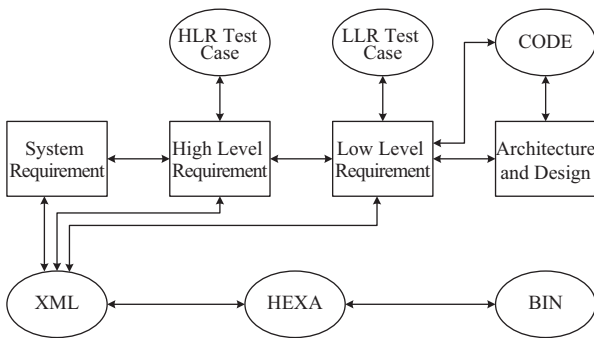 HLR Test
Case
LLR Test
Case
CODE
System
Requirement
High Level
Requirement
Low Level
Requirement
Architecture
and Design
XML
HEXA
BIN